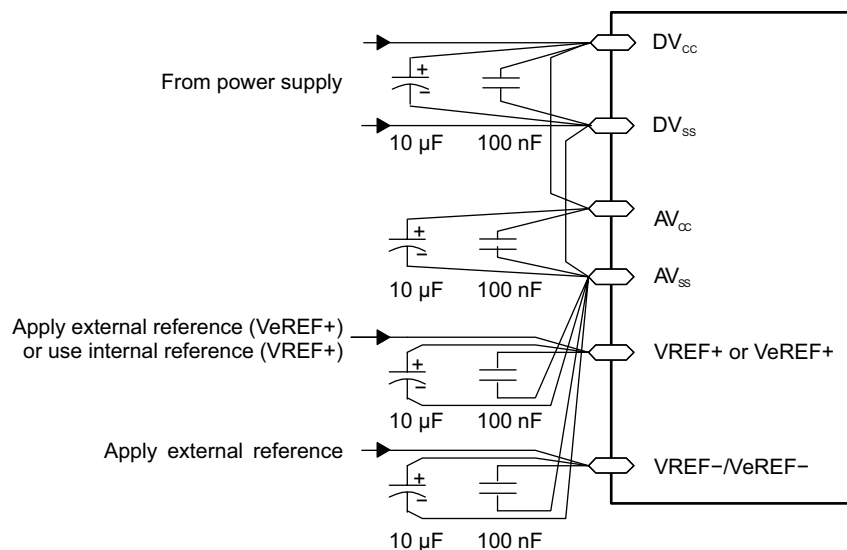 DVCC
+
From power supply
−
DVSS
10 µF 100 nF
+
AVCC
−
AVSS
10 µF 100 nF
Apply external reference (VeREF+)
or use internal reference (VREF+)
VREF+ or VeREF+
+
−
10 µF 100 nF
Apply external reference
VREF−/VeREF−
+
−
10 µF 100 nF